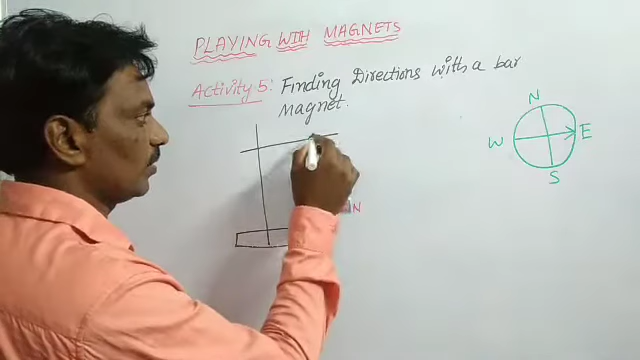 PLAYING WITH MAGNETS
Activity 5: Finding Directions with a bar
Magnet.
N
W E
S
N